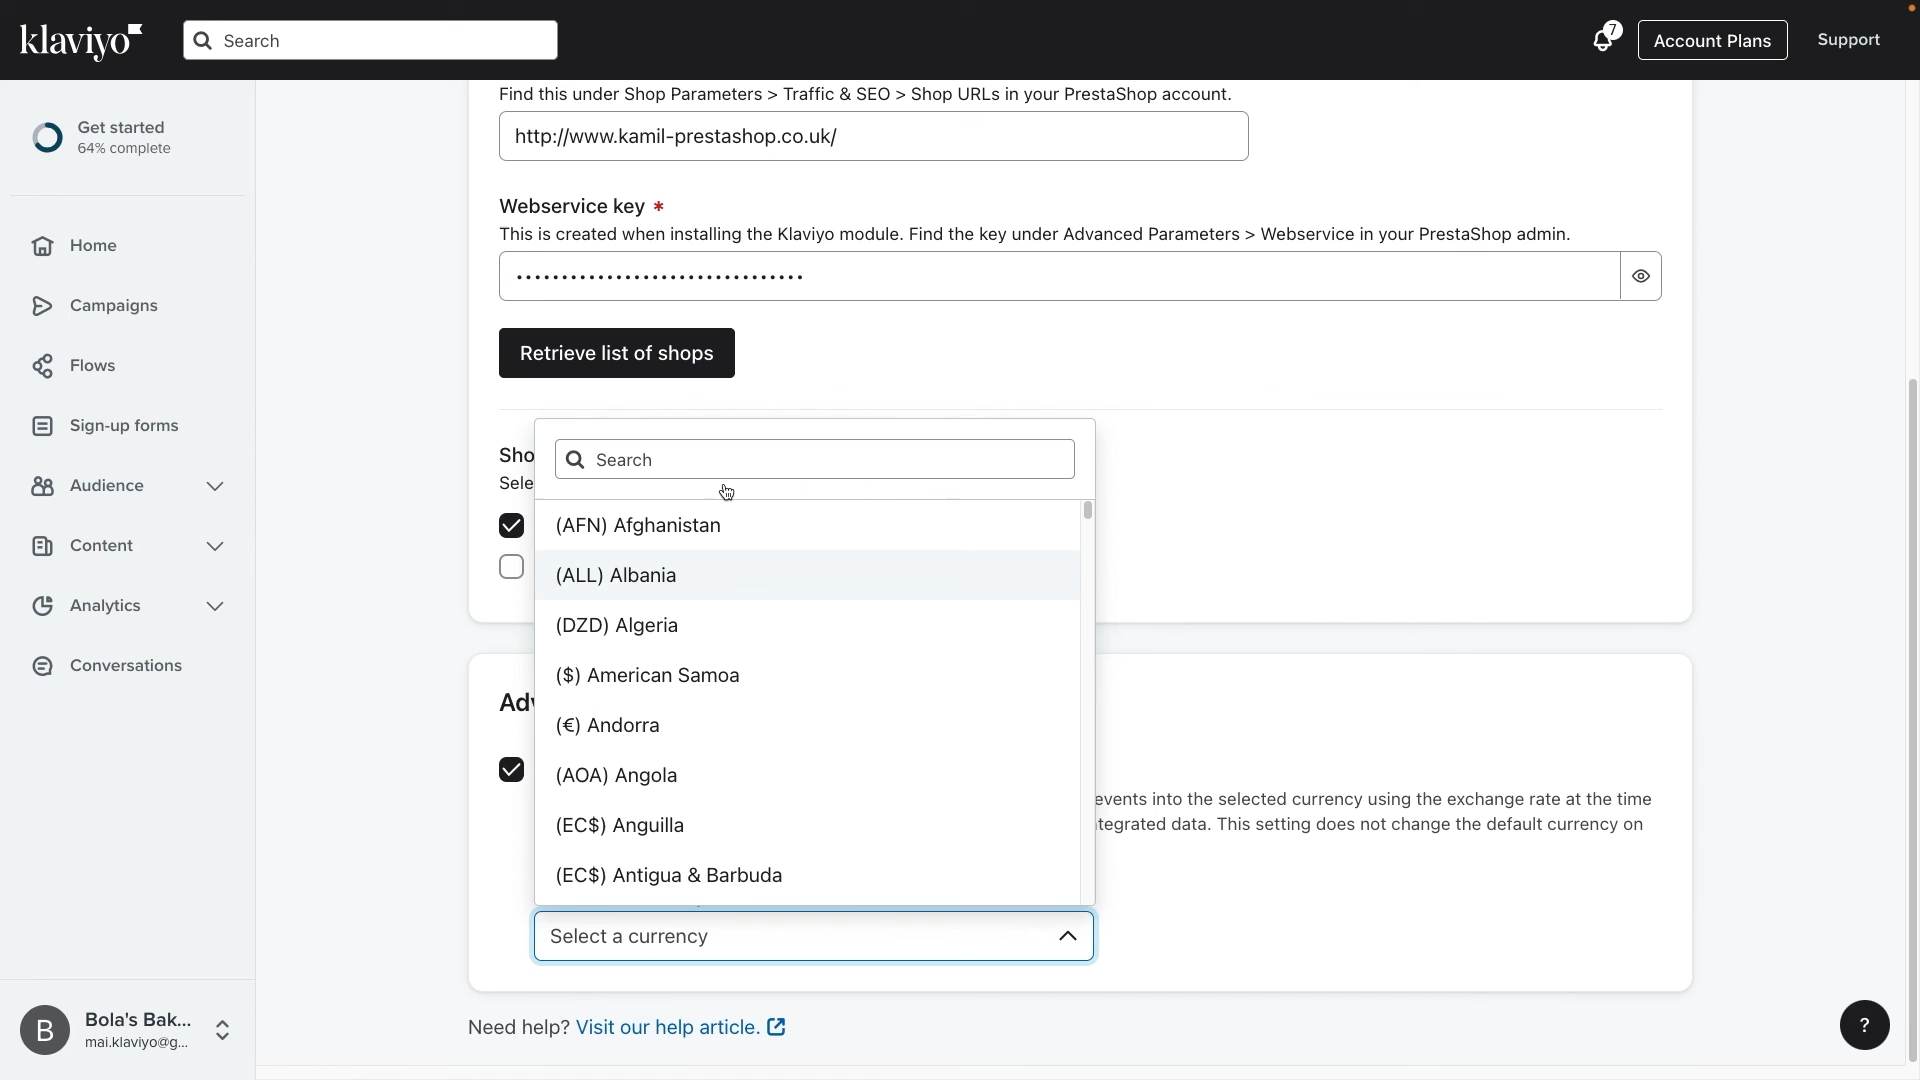 klaviyo
Search
7
Account Plans
Support
Get started
64% complete
Home
Campaigns
Flows
Sign-up forms
Audience
Content
Analytics
Conversations
B
Bola's Bak...
mai.klaviyo@g...
Find this under Shop Parameters > Traffic & SEO > Shop URLs in your PrestaShop account.
http://www.kamil-prestashop.co.uk/
Webservice key *
This is created when installing the Klaviyo module. Find the key under Advanced Parameters > Webservice in your PrestaShop admin.
••••••••••••••••••••••••••••••••
Retrieve list of shops
Sho
Sele
Search
(AFN) Afghanistan
(ALL) Albania
(DZD) Algeria
($) American Samoa
(€) Andorra
(AOA) Angola
(EC$) Anguilla
(EC$) Antigua & Barbuda
Adv
events into the selected currency using the exchange rate at the time
tegrated data. This setting does not change the default currency on
Select a currency
Need help? Visit our help article.
?